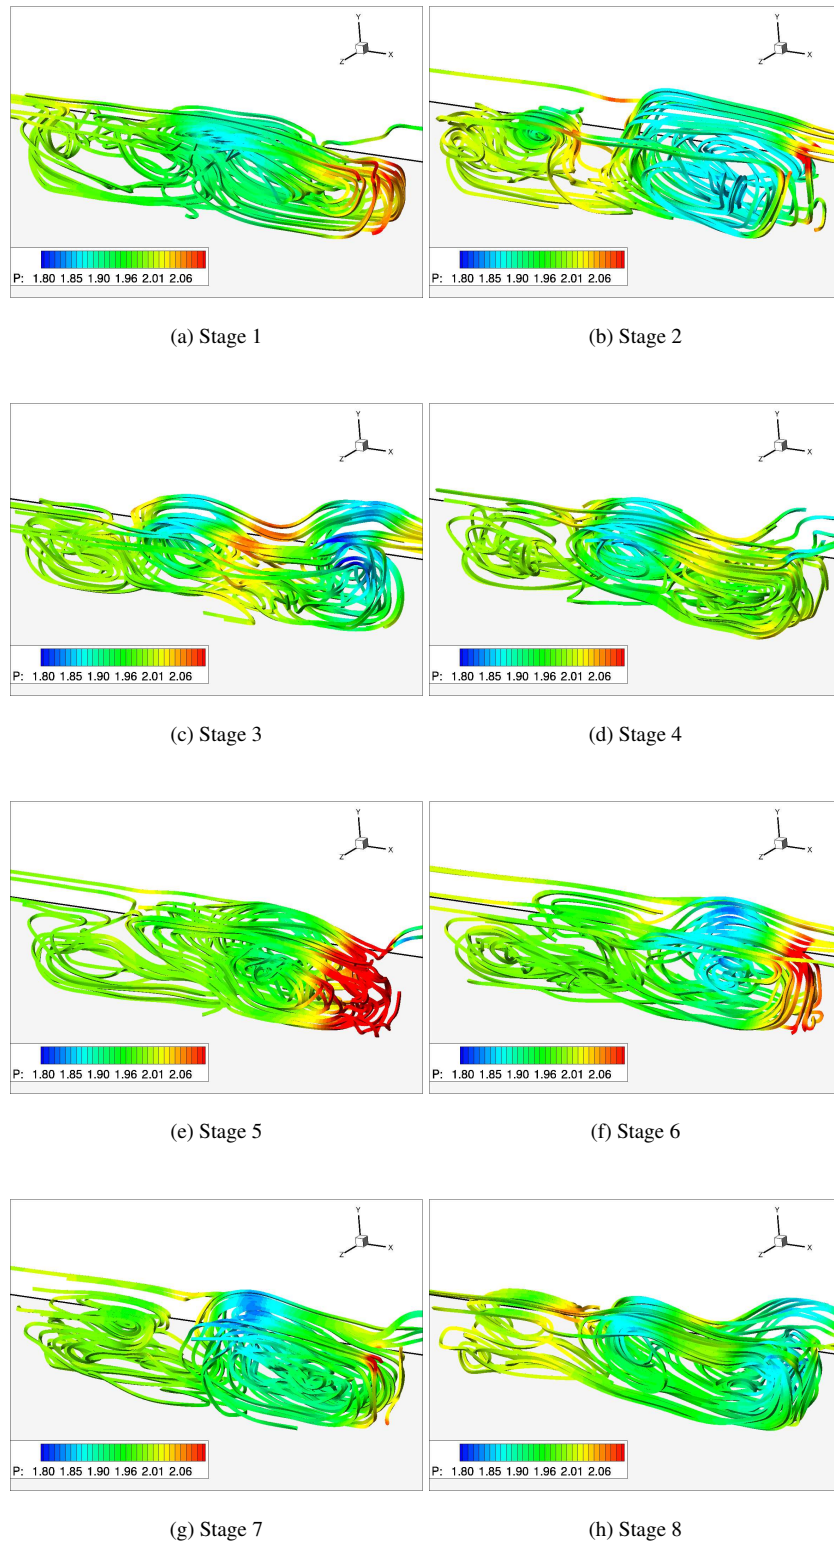 Y
Z X
Y
Z X
P: 1.80 1.85 1.90 1.96 2.01 2.06
P: 1.80 1.85 1.90 1.96 2.01 2.06
(a) Stage 1
(b) Stage 2
Y
Z X
Y
Z X
P: 1.80 1.85 1.90 1.96 2.01 2.06
P: 1.80 1.85 1.90 1.96 2.01 2.06
(c) Stage 3
(d) Stage 4
Y
Z X
Y
Z X
P: 1.80 1.85 1.90 1.96 2.01 2.06
P: 1.80 1.85 1.90 1.96 2.01 2.06
(e) Stage 5
(f) Stage 6
Y
Z X
Y
Z X
P: 1.80 1.85 1.90 1.96 2.01 2.06
P: 1.80 1.85 1.90 1.96 2.01 2.06
(g) Stage 7
(h) Stage 8